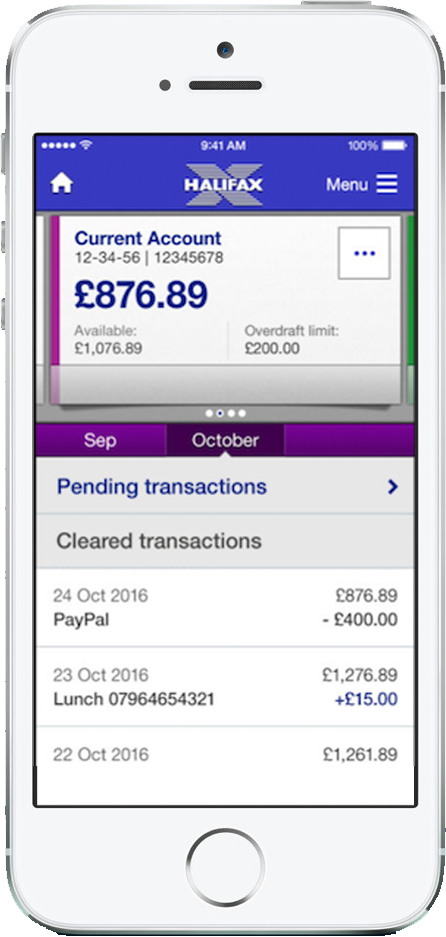 9:41 AM 100%
HALIFAX Menu
Current Account
12-34-56 | 12345678
£876.89
Available: Overdraft limit:
£1,076.89 £200.00
Sep October
Pending transactions
Cleared transactions
24 Oct 2016 £876.89
PayPal - £400.00
23 Oct 2016 £1,276.89
Lunch 07964654321 +£15.00
22 Oct 2016 £1,261.89